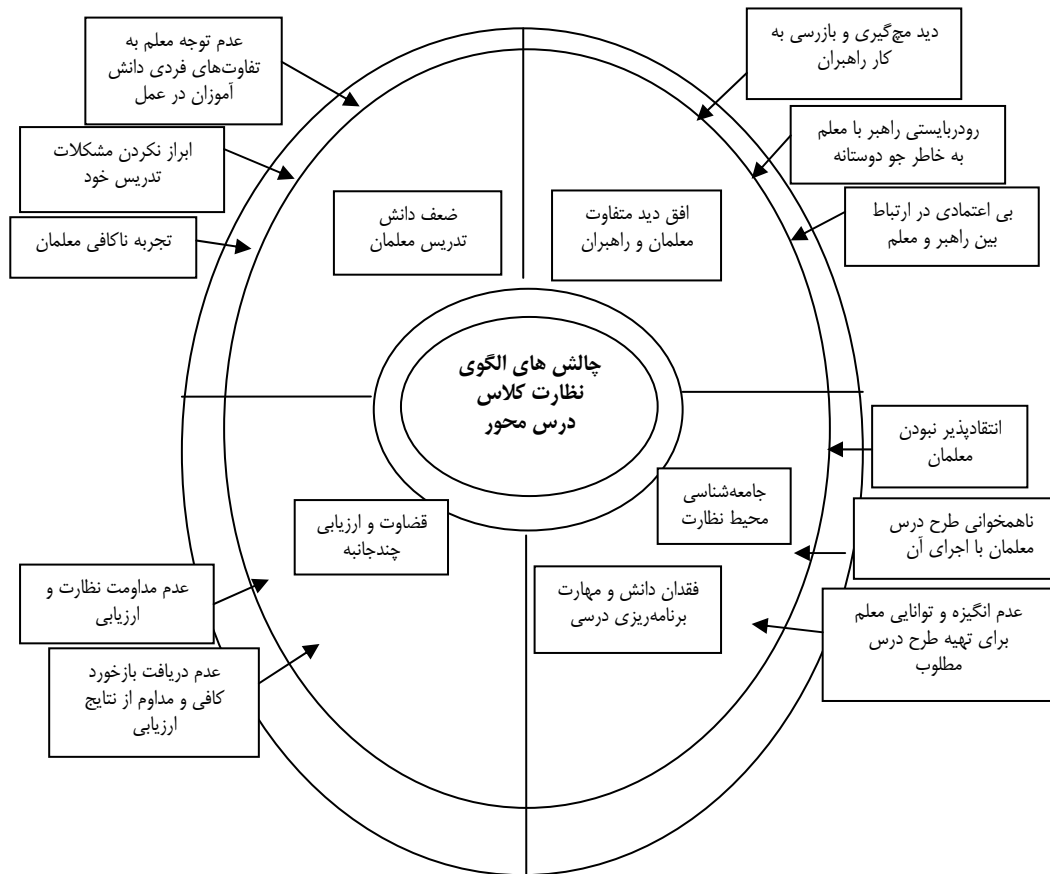 دید مچ‌گیری و بازرسی به
کار راهبران
عدم توجه معلم به
تفاوت‌های فردی دانش
آموزان در عمل
رودربایستی راهبر با معلم
به خاطر جو دوستانه
ابراز نکردن مشکلات
تدریس خود
بی اعتمادی در ارتباط
بین راهبر و معلم
تجربه ناکافی معلمان
افق دید متفاوت
معلمان و راهبران
ضعف دانش
تدریس معلمان
چالش های الگوی
نظارت کلاس
درس محور
انتقادپذیر نبودن
معلمان
جامعه‌شناسی
محیط نظارت
قضاوت و ارزیابی
چندجانبه
ناهمخوانی طرح درس
معلمان با اجرای آن
فقدان دانش و مهارت
برنامه‌ریزی درسی
عدم مداومت نظارت و
ارزیابی
عدم انگیزه و توانایی معلم
برای تهیه طرح درس
مطلوب
عدم دریافت بازخورد
کافی و مداوم از نتایج
ارزیابی